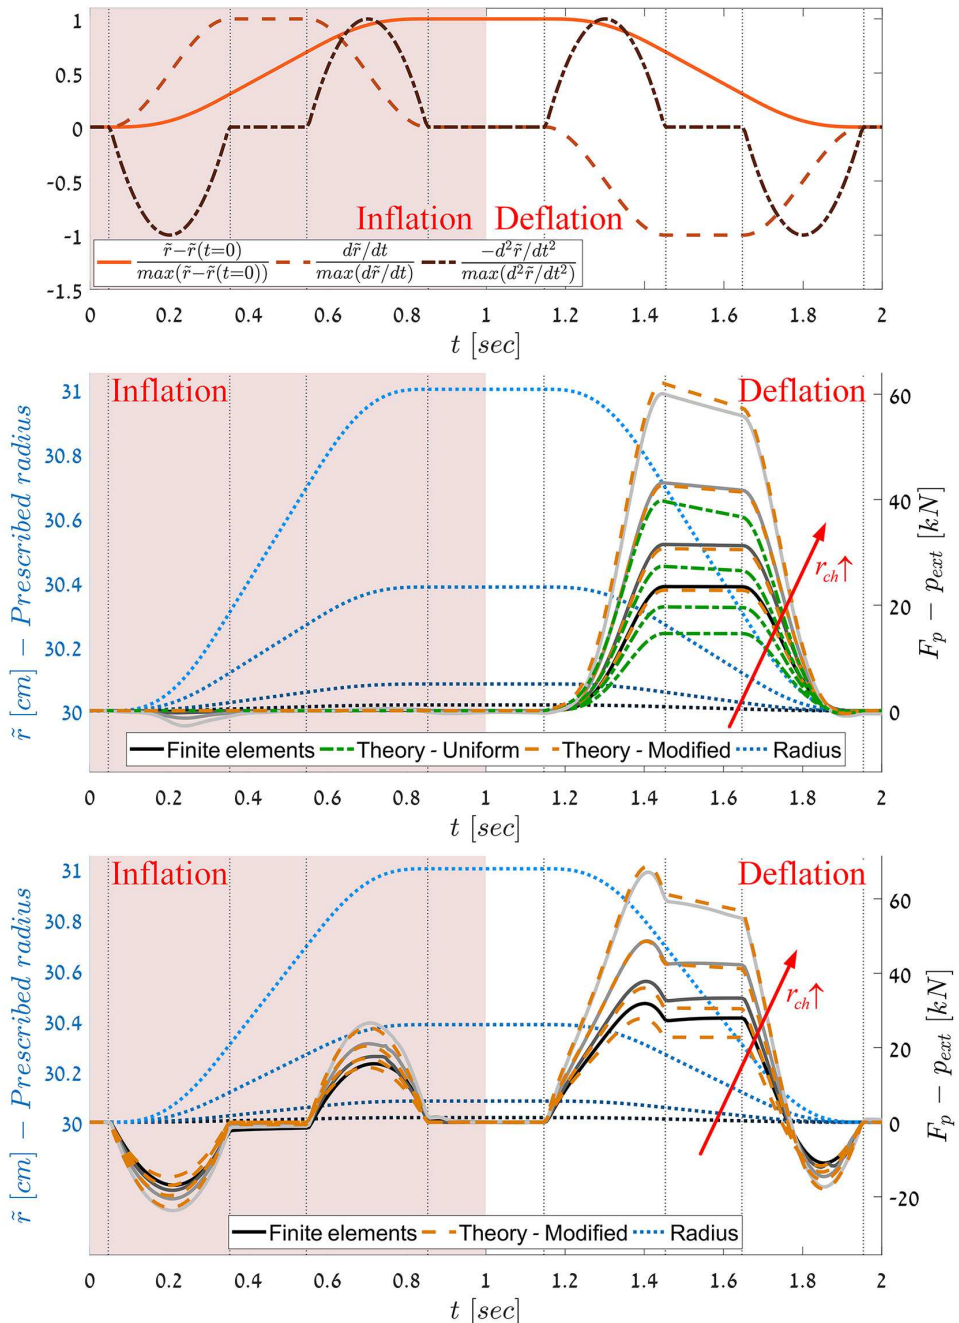 1
0.5
0
-0.5
-1
-1.5
Inflation Deflation
r̃−r̃(t=0) / max(r̃−r̃(t=0)) dr̃/dt / max(dr̃/dt) −d²r̃/dt² / max(d²r̃/dt²)
0 0.2 0.4 0.6 0.8 1 1.2 1.4 1.6 1.8 2
t [sec]
Inflation Deflation
r̃ [cm] − Prescribed radius
31
30.8
30.6
30.4
30.2
30
60
40
20
0
F_p − p_ext [kN]
r_ch↑
Finite elements Theory - Uniform Theory - Modified Radius
0 0.2 0.4 0.6 0.8 1 1.2 1.4 1.6 1.8 2
t [sec]
Inflation Deflation
r̃ [cm] − Prescribed radius
31
30.8
30.6
30.4
30.2
30
60
40
20
0
-20
F_p − p_ext [kN]
r_ch↑
Finite elements Theory - Modified Radius
0 0.2 0.4 0.6 0.8 1 1.2 1.4 1.6 1.8 2
t [sec]